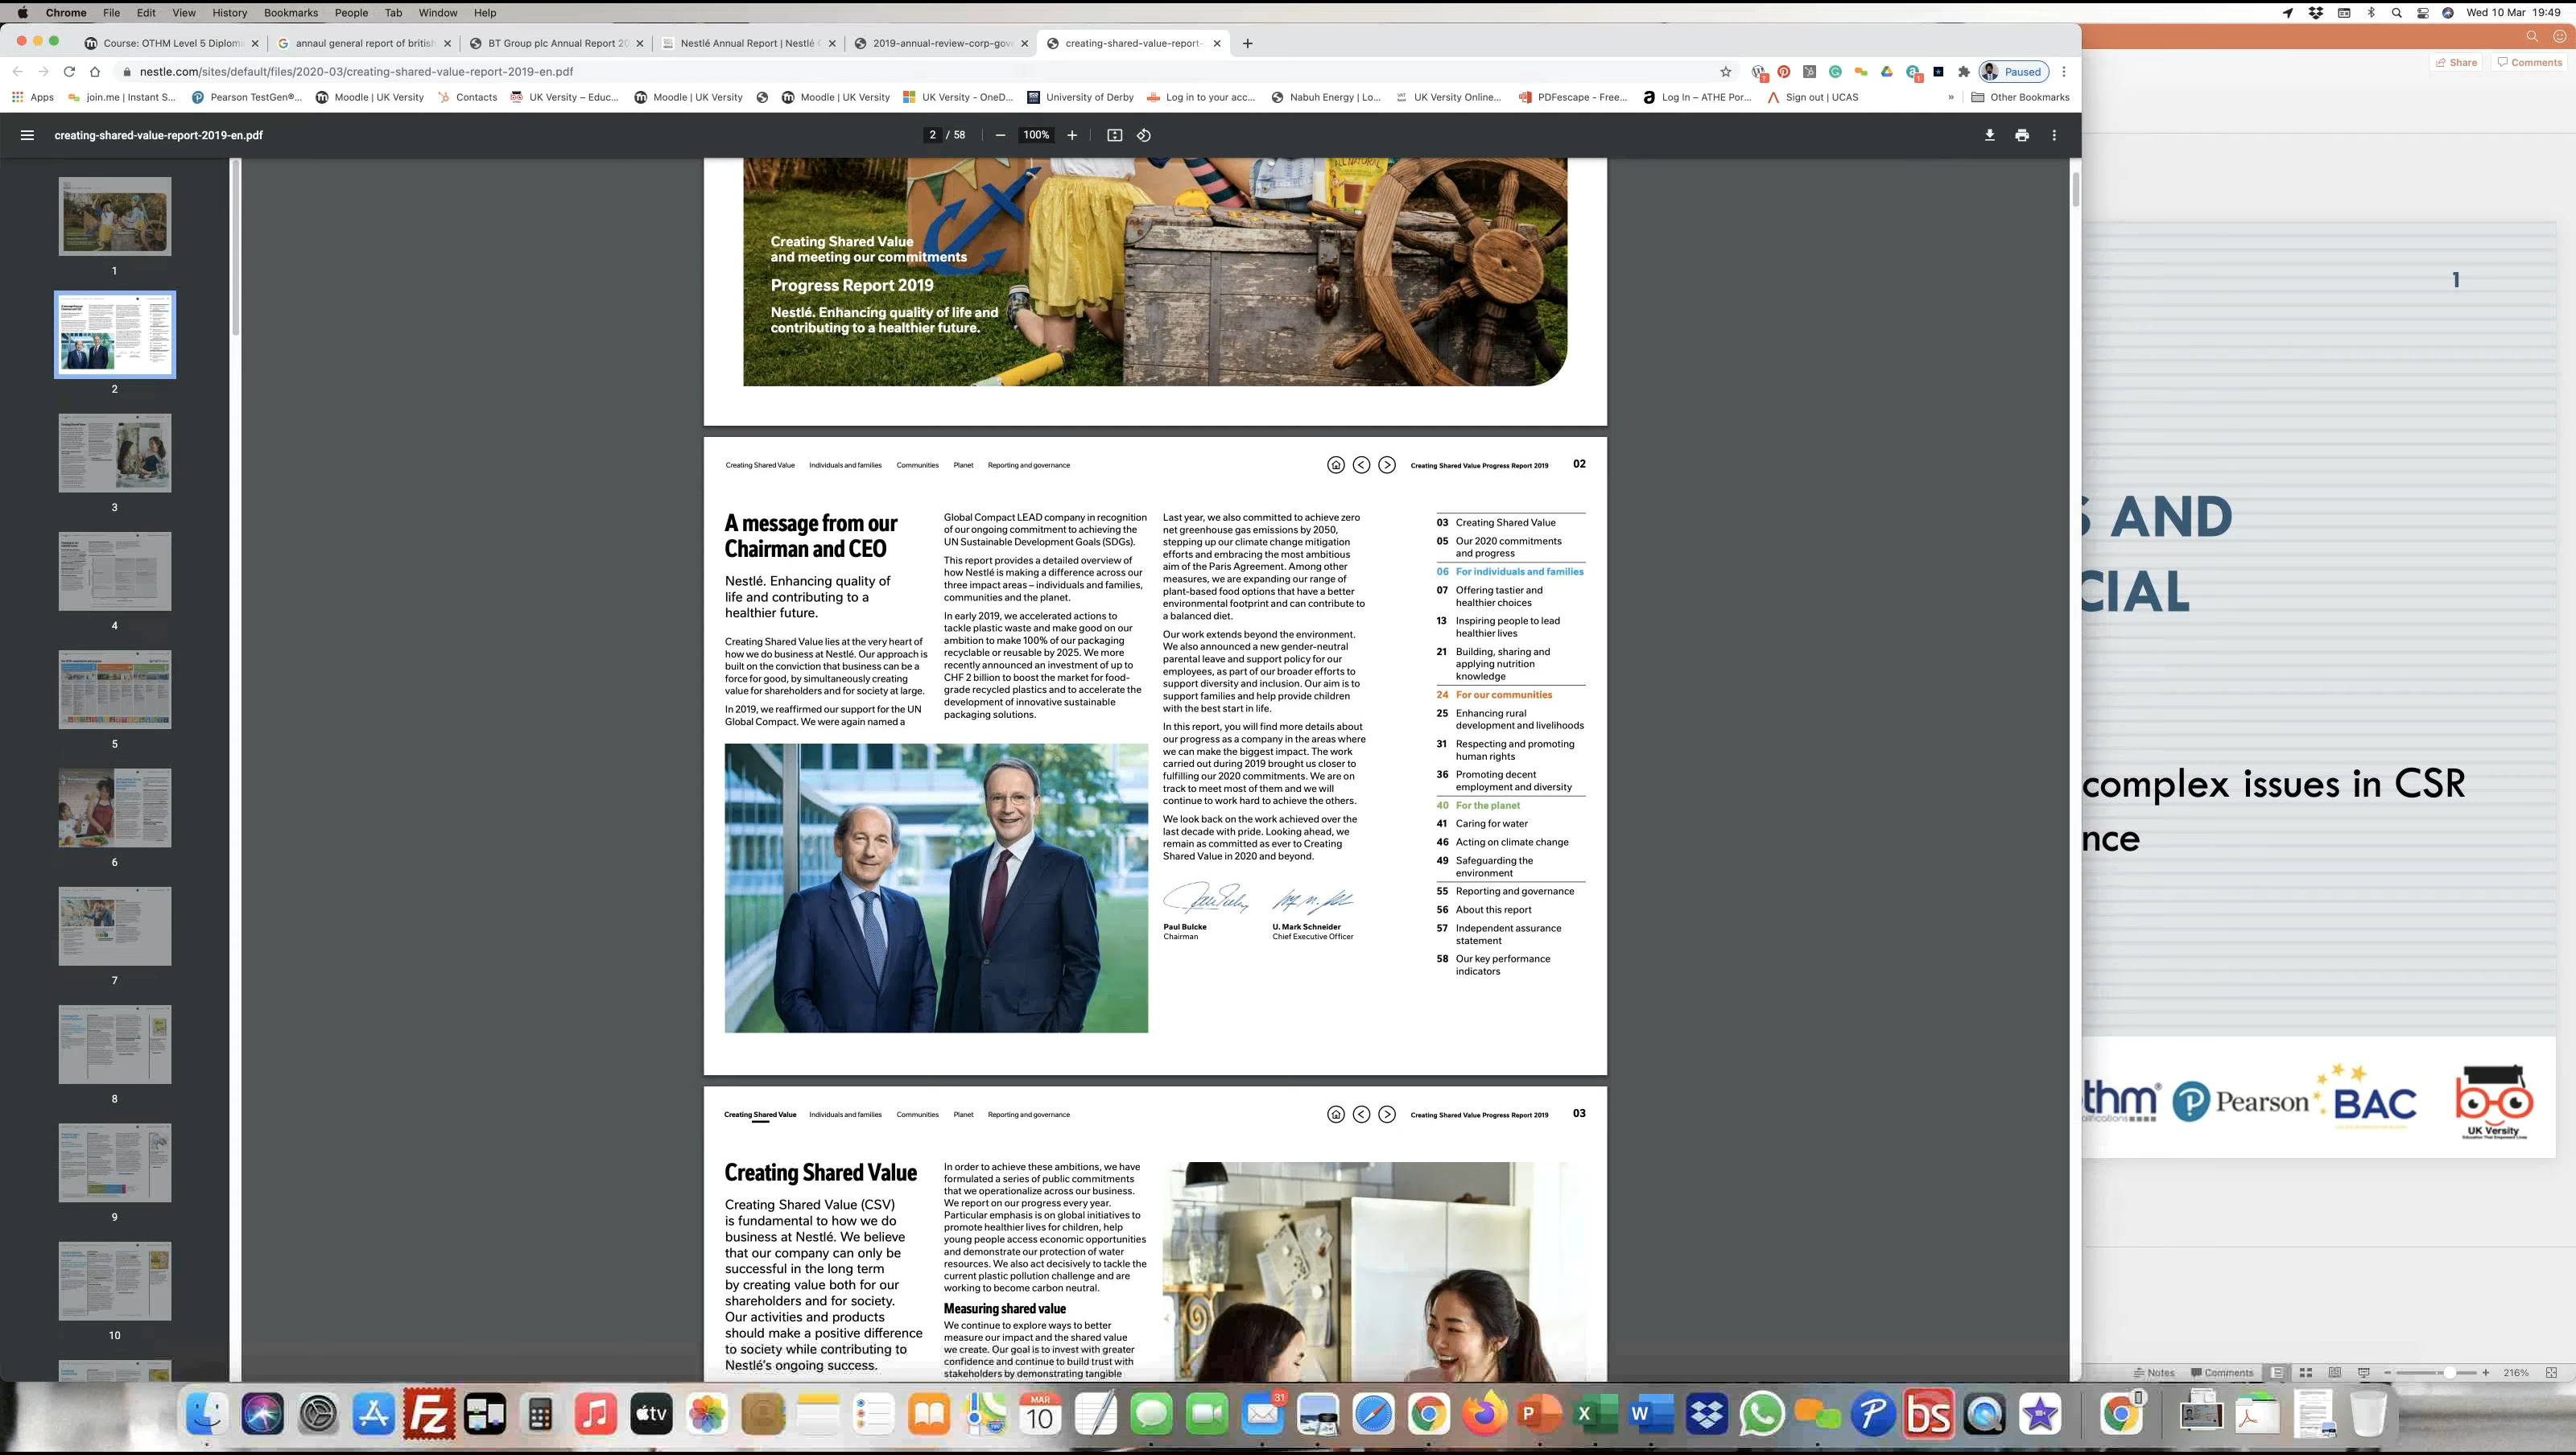 Chrome File Edit View History Bookmarks People Tab Window Help
Wed 10 Mar 19:49
Course: OTHM Level 5 Diplom
annaul general report of british
BT Group plc Annual Report 20
Nestlé Annual Report | Nestlé
2019-annual-review-corp-gov
creating-shared-value-report-
nestle.com/sites/default/files/2020-03/creating-shared-value-report-2019-en.pdf
Paused
Share Comments
Apps join.me | Instant S... Pearson TestGen®... Moodle | UK Versity Contacts UK Versity – Educ... Moodle | UK Versity Moodle | UK Versity UK Versity - OneD... University of Derby Log in to your acc... Nabuh Energy | Lo... UK Versity Online... PDFescape - Free... Log In – ATHE Por... Sign out | UCAS » Other Bookmarks
creating-shared-value-report-2019-en.pdf
2 / 58 100%
1
2
3
4
5
6
7
8
9
10
Creating Shared Value
and meeting our commitments
Progress Report 2019
Nestlé. Enhancing quality of life and
contributing to a healthier future.
Creating Shared Value Individuals and families Communities Planet Reporting and governance
Creating Shared Value Progress Report 2019 02
A message from our
Chairman and CEO
Nestlé. Enhancing quality of
life and contributing to a
healthier future.
Creating Shared Value lies at the very heart of
how we do business at Nestlé. Our approach is
built on the conviction that business can be a
force for good, by simultaneously creating
value for shareholders and for society at large.
In 2019, we reaffirmed our support for the UN
Global Compact. We were again named a
Global Compact LEAD company in recognition
of our ongoing commitment to achieving the
UN Sustainable Development Goals (SDGs).
This report provides a detailed overview of
how Nestlé is making a difference across our
three impact areas – individuals and families,
communities and the planet.
In early 2019, we accelerated actions to
tackle plastic waste and make good on our
ambition to make 100% of our packaging
recyclable or reusable by 2025. We more
recently announced an investment of up to
CHF 2 billion to boost the market for food-
grade recycled plastics and to accelerate the
development of innovative sustainable
packaging solutions.
Last year, we also committed to achieve zero
net greenhouse gas emissions by 2050,
stepping up our climate change mitigation
efforts and embracing the most ambitious
aim of the Paris Agreement. Among other
measures, we are expanding our range of
plant-based food options that have a better
environmental footprint and can contribute to
a balanced diet.
Our work extends beyond the environment.
We also announced a new gender-neutral
parental leave and support policy for our
employees, as part of our broader efforts to
support diversity and inclusion. Our aim is to
support families and help provide children
with the best start in life.
In this report, you will find more details about
our progress as a company in the areas where
we can make the biggest impact. The work
carried out during 2019 brought us closer to
fulfilling our 2020 commitments. We are on
track to meet most of them and we will
continue to work hard to achieve the others.
We look back on the work achieved over the
last decade with pride. Looking ahead, we
remain as committed as ever to Creating
Shared Value in 2020 and beyond.
Paul Bulcke
Chairman
U. Mark Schneider
Chief Executive Officer
03 Creating Shared Value
05 Our 2020 commitments
and progress
06 For individuals and families
07 Offering tastier and
healthier choices
13 Inspiring people to lead
healthier lives
21 Building, sharing and
applying nutrition
knowledge
24 For our communities
25 Enhancing rural
development and livelihoods
31 Respecting and promoting
human rights
36 Promoting decent
employment and diversity
40 For the planet
41 Caring for water
46 Acting on climate change
49 Safeguarding the
environment
55 Reporting and governance
56 About this report
57 Independent assurance
statement
58 Our key performance
indicators
Creating Shared Value Individuals and families Communities Planet Reporting and governance
Creating Shared Value Progress Report 2019 03
Creating Shared Value
Creating Shared Value (CSV)
is fundamental to how we do
business at Nestlé. We believe
that our company can only be
successful in the long term
by creating value both for our
shareholders and for society.
Our activities and products
should make a positive difference
to society while contributing to
Nestlé's ongoing success.
In order to achieve these ambitions, we have
formulated a series of public commitments
that we operationalize across our business.
We report on our progress every year.
Particular emphasis is on global initiatives to
promote healthier lives for children, help
young people access economic opportunities
and demonstrate our protection of water
resources. We also act decisively to tackle the
current plastic pollution challenge and are
working to become carbon neutral.
Measuring shared value
We continue to explore ways to better
measure our impact and the shared value
we create. Our goal is to invest with greater
confidence and continue to build trust with
stakeholders by demonstrating tangible
1
S AND
CIAL
complex issues in CSR
nce
thm
Pearson
BAC
UK Versity
Notes Comments 216%
31
MAR
10
Fz
tv
P X W
bs